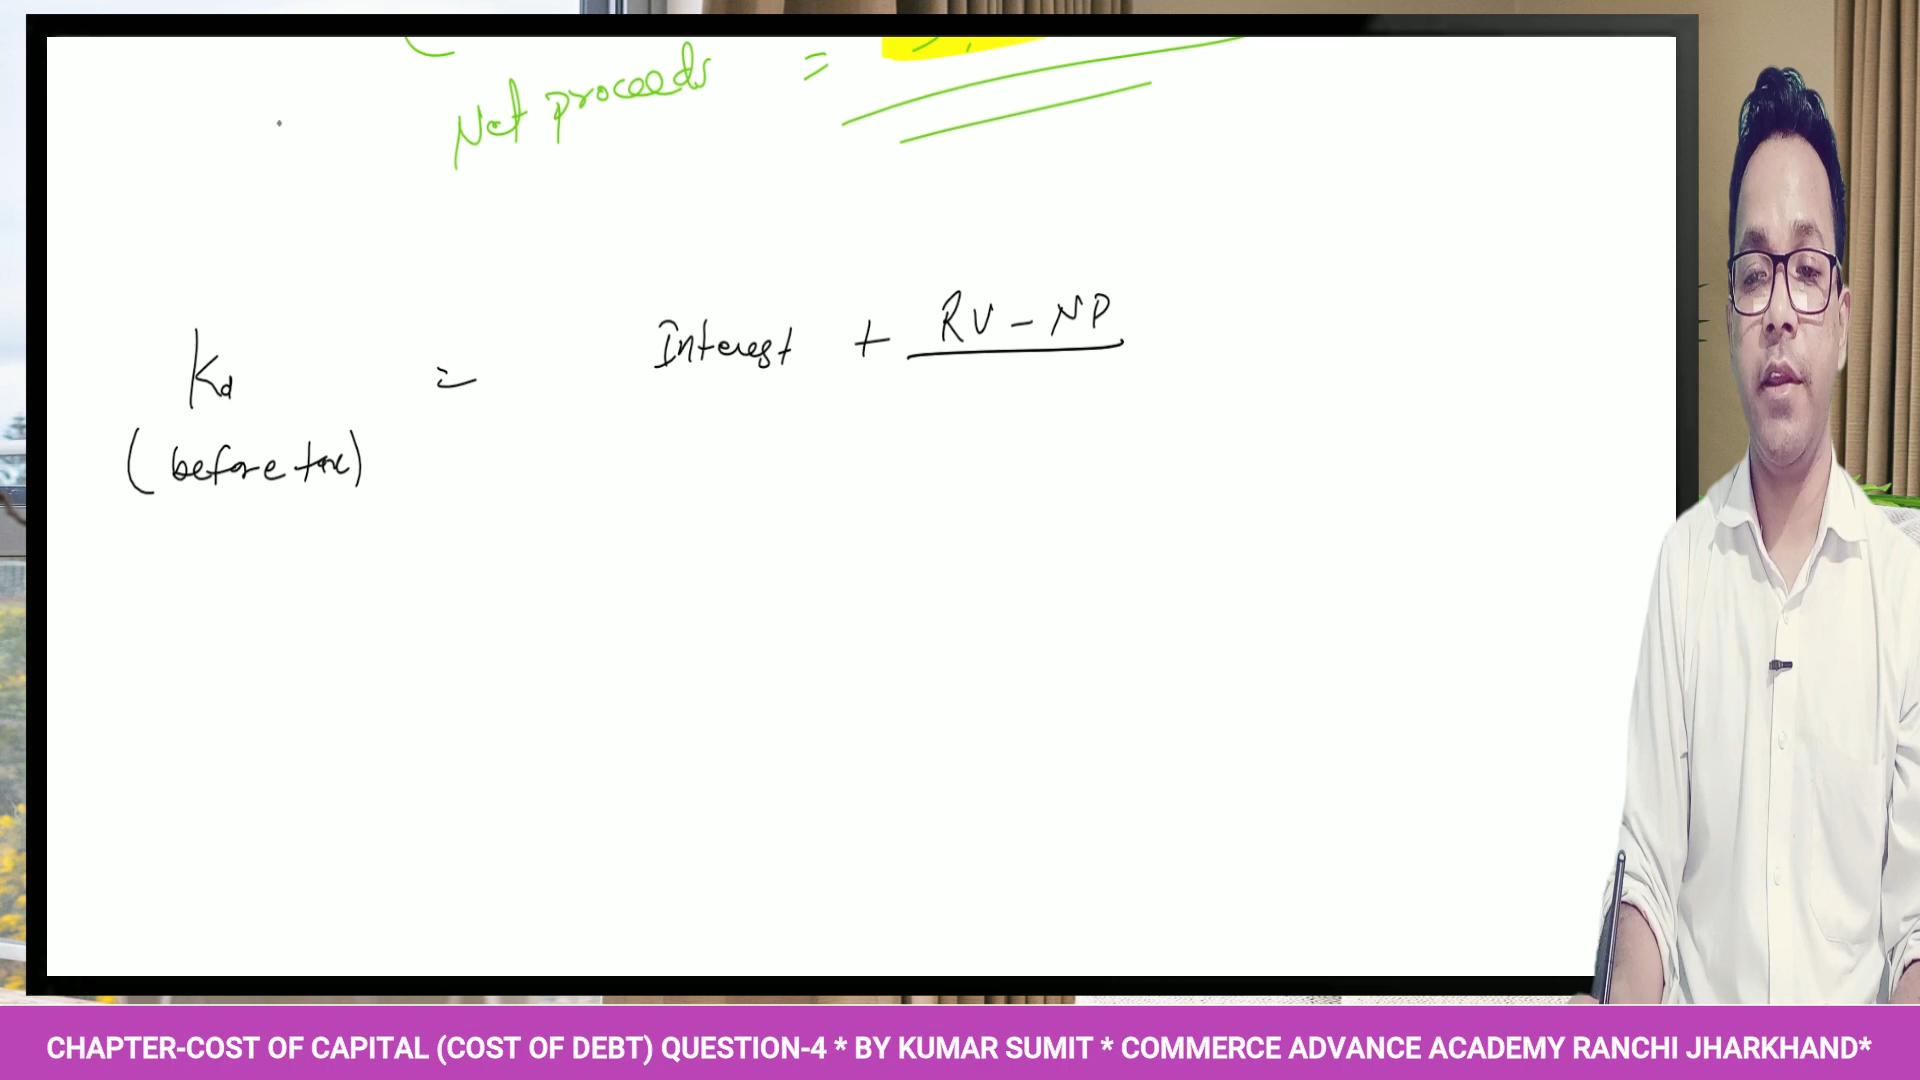 Net proceeds =
Kd = Interest + RV - NP
(before tax)
CHAPTER-COST OF CAPITAL (COST OF DEBT) QUESTION-4 * BY KUMAR SUMIT * COMMERCE ADVANCE ACADEMY RANCHI JHARKHAND*